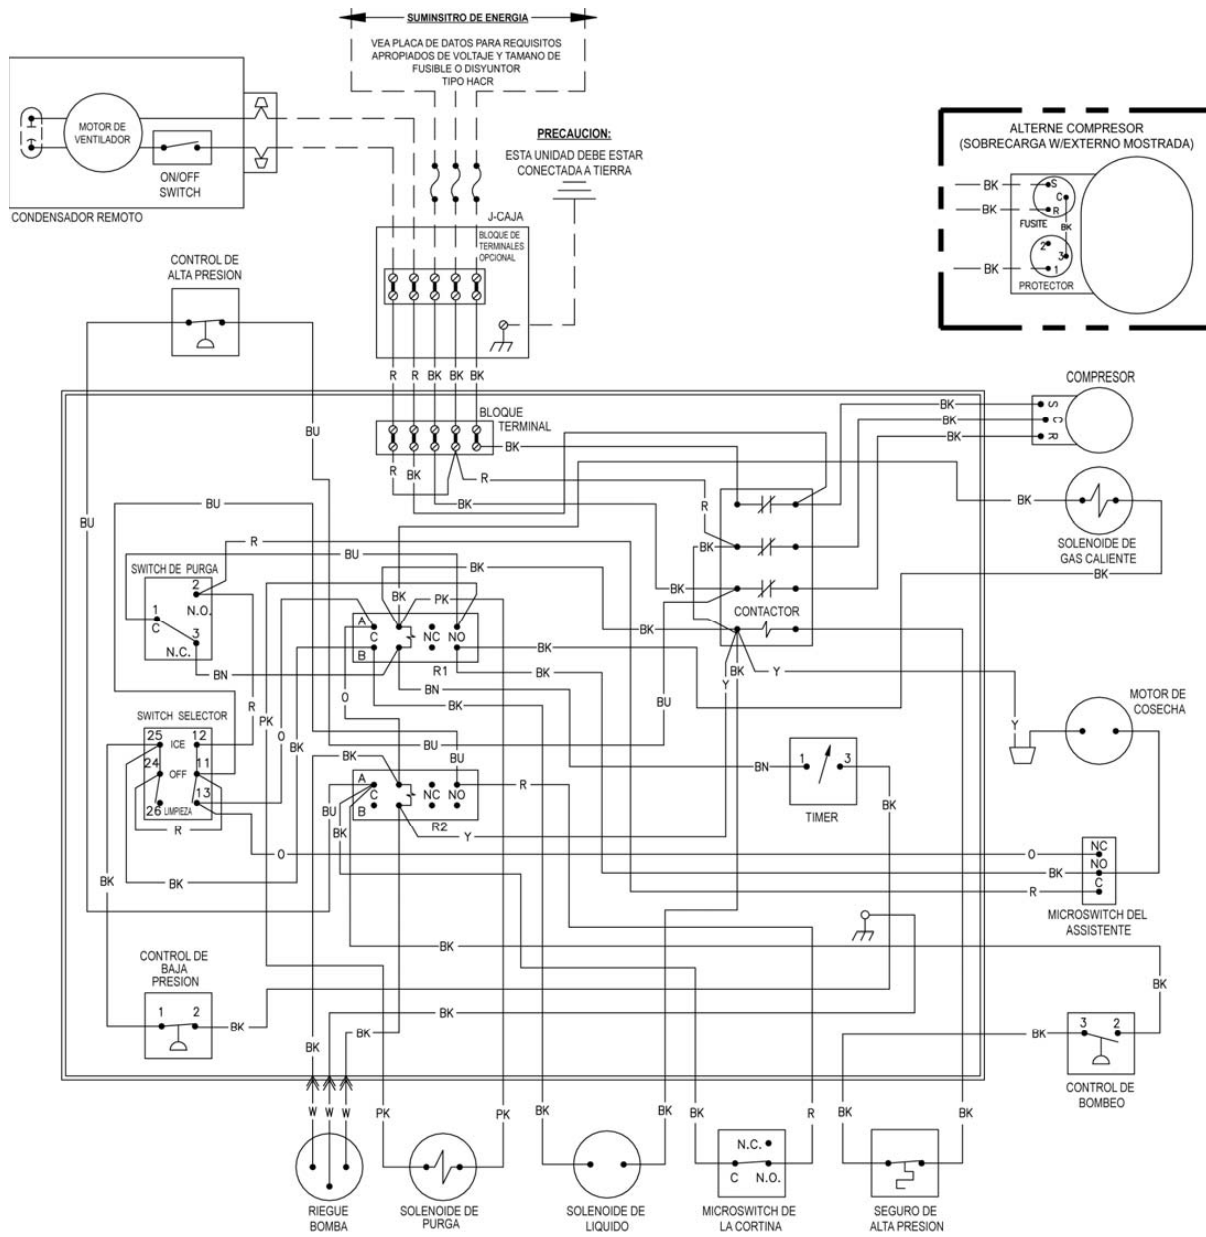 SUMINSITRO DE ENERGIA
VEA PLACA DE DATOS PARA REQUISITOS
APROPIADOS DE VOLTAJE Y TAMANO DE
FUSIBLE O DISYUNTOR
TIPO HACR
MOTOR DE
VENTILADOR
ON/OFF
SWITCH
CONDENSADOR REMOTO
PRECAUCION:
ESTA UNIDAD DEBE ESTAR
CONECTADA A TIERRA
ALTERNE COMPRESOR
(SOBRECARGA W/EXTERNO MOSTRADA)
BK
S
C
BK
R
FUSITE
BK
2
3
BK
1
PROTECTOR
J-CAJA
BLOQUE DE
TERMINALES
OPCIONAL
CONTROL DE
ALTA PRESION
R R BK BK BK
COMPRESOR
BK
S
BK
C
BK
R
BLOQUE
TERMINAL
BK
BU
R
BK
R
BK
BU
BU
R
BK
SOLENOIDE DE
GAS CALIENTE
BK
R
BU
BK
BK
SWITCH DE PURGA
2
N.O.
1
C
3
N.C.
BK
PK
BK
CONTACTOR
A
C
B
NC NO
R1
BK
BK
BK
BK
Y
Y
BN
BN
BK
BU
O
R
PK
O
BK
MOTOR DE
COSECHA
Y
SWITCH SELECTOR
25
ICE
12
24
OFF
11
26
LIMPIEZA
13
R
BK
BU
BU
A
C
B
NC NO
R2
BU
BK
R
Y
BN
1
3
TIMER
BK
O
O
BK
BK
BK
R
NC
NO
C
MICROSWITCH DEL
ASSISTENTE
BK
BK
CONTROL DE
BAJA
PRESION
1 2
BK
BK
BK
BK
BK
3 2
CONTROL DE
BOMBEO
W W W
PK
PK
BK
BK
BK
R
BK
BK
RIEGUE
BOMBA
SOLENOIDE DE
PURGA
SOLENOIDE DE
LIQUIDO
N.C.
C N.O.
MICROSWITCH DE
LA CORTINA
SEGURO DE
ALTA PRESION